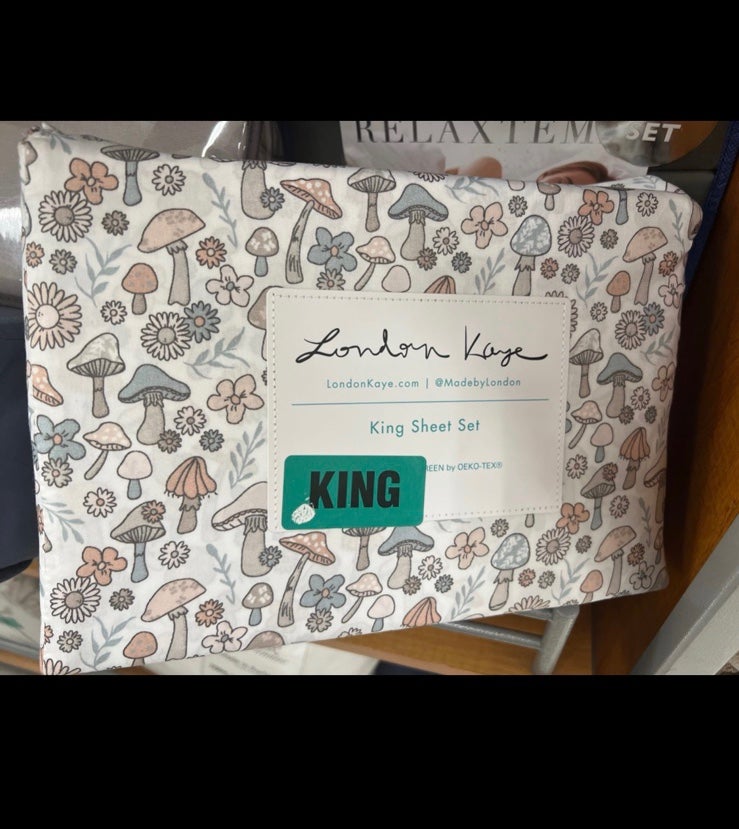 RELAXTEM
SET
London Kaye
LondonKaye.com | @MadebyLondon
King Sheet Set
REEN by OEKO-TEX®
KING